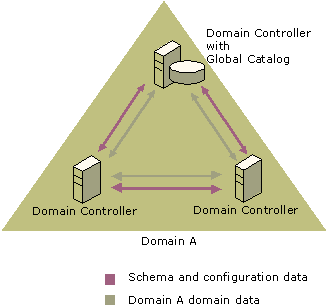 Domain Controller
with
Global Catalog
Domain Controller
Domain Controller
Domain A
Schema and configuration data
Domain A domain data